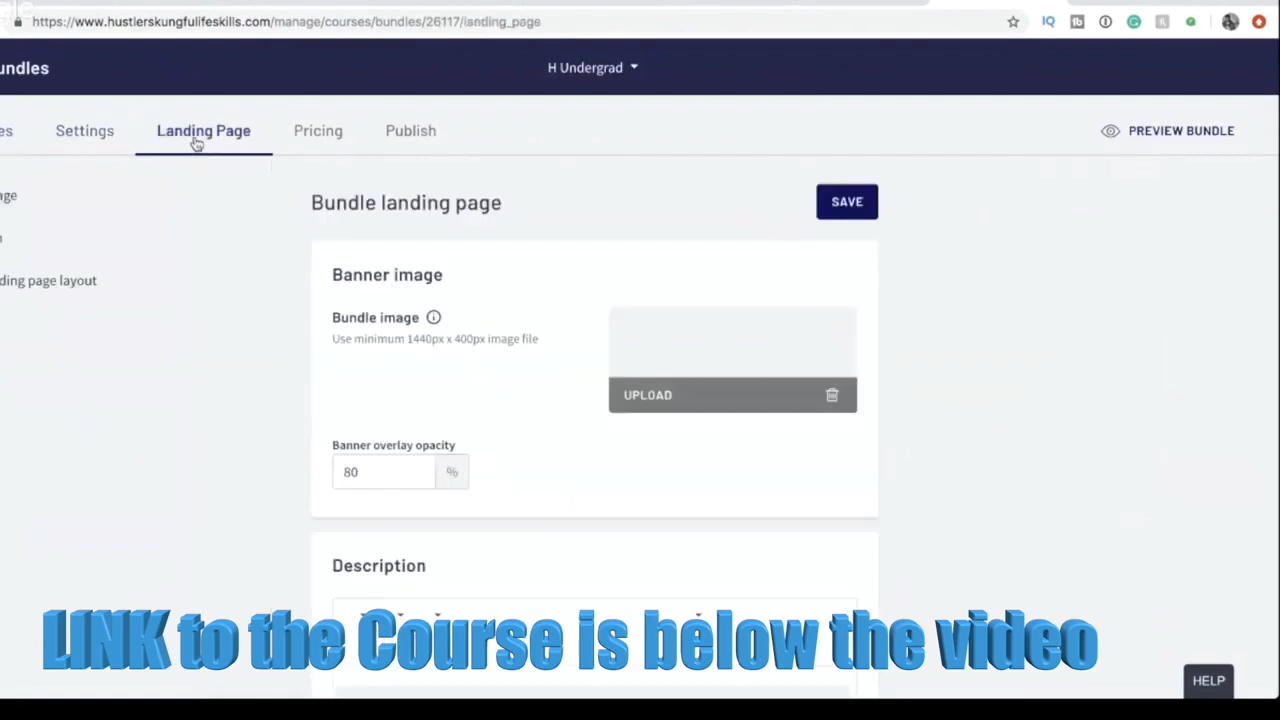 https://www.hustlerskungfulifeskills.com/manage/courses/bundles/26117/landing_page
undles
H Undergrad
es
Settings
Landing Page
Pricing
Publish
PREVIEW BUNDLE
age
Bundle landing page
SAVE
n
Banner image
ding page layout
Bundle image
Use minimum 1440px x 400px image file
UPLOAD
Banner overlay opacity
80 %
Description
LINK to the Course is below the video
HELP